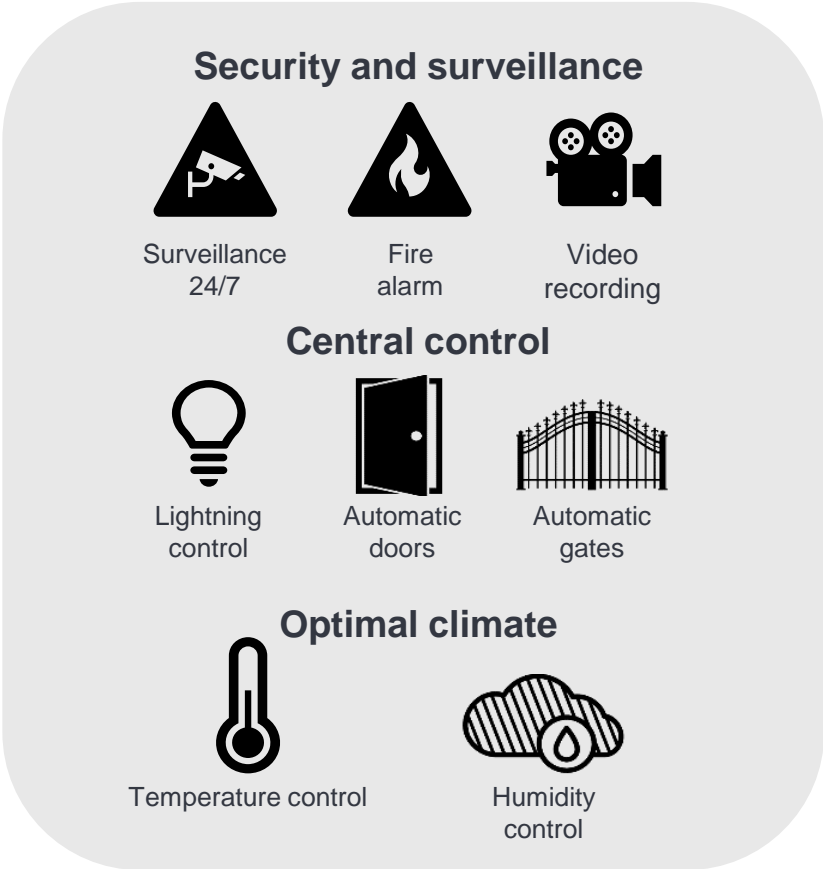 Security and surveillance
Surveillance
24/7
Fire
alarm
Video
recording
Central control
Lightning
control
Automatic
doors
Automatic
gates
Optimal climate
Temperature control
Humidity
control